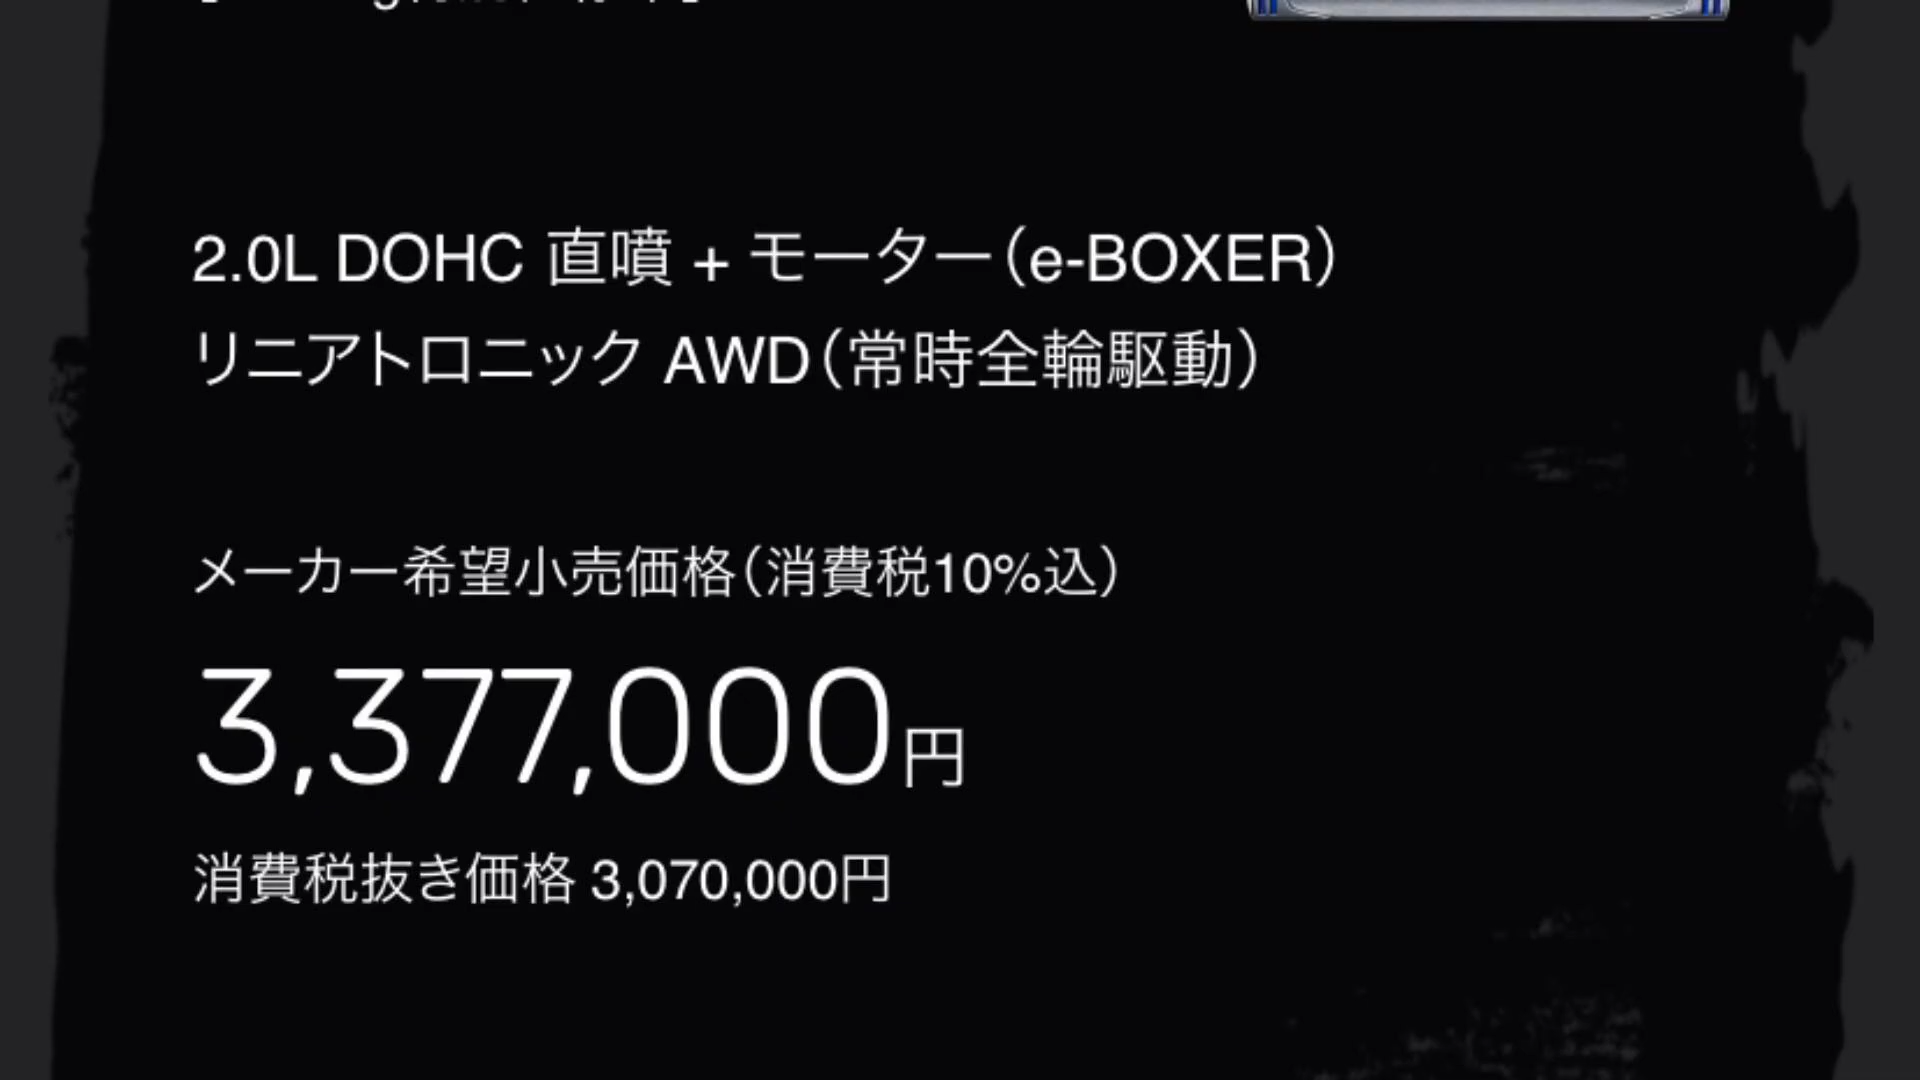 2.0L DOHC 直噴 + モーター（e-BOXER）
リニアトロニック AWD（常時全輪駆動）
メーカー希望小売価格（消費税10%込）
3,377,000円
消費税抜き価格 3,070,000円